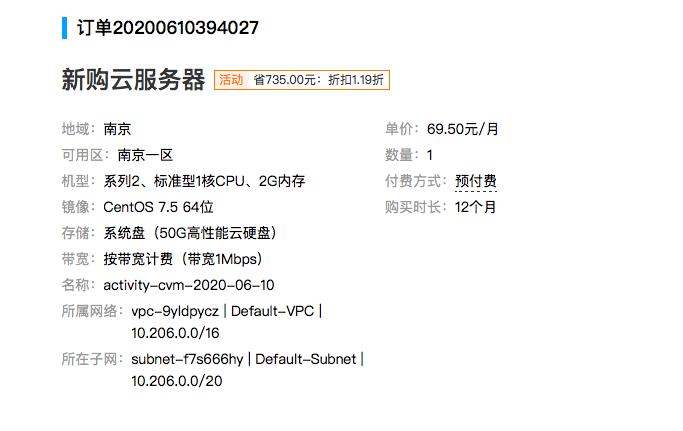 订单20200610394027
新购云服务器 活动 省735.00元：折扣1.19折
地域：南京
可用区：南京一区
机型：系列2、标准型1核CPU、2G内存
镜像：CentOS 7.5 64位
存储：系统盘（50G高性能云硬盘）
带宽：按带宽计费（带宽1Mbps）
名称：activity-cvm-2020-06-10
所属网络：vpc-9yldpycz | Default-VPC |
10.206.0.0/16
所在子网：subnet-f7s666hy | Default-Subnet |
10.206.0.0/20
单价：69.50元/月
数量：1
付费方式：预付费
购买时长：12个月